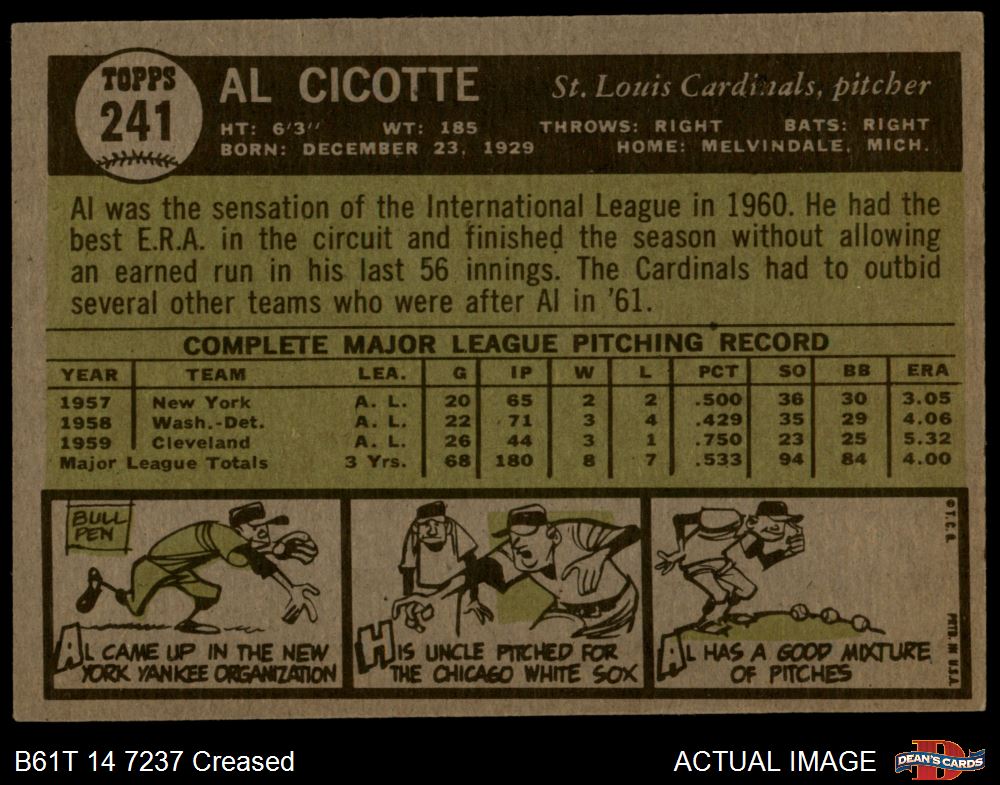 TOPPS
241
AL CICOTTE
St. Louis Cardinals, pitcher
HT: 6'3" WT: 185 THROWS: RIGHT BATS: RIGHT
BORN: DECEMBER 23, 1929 HOME: MELVINDALE, MICH.
Al was the sensation of the International League in 1960. He had the
best E.R.A. in the circuit and finished the season without allowing
an earned run in his last 56 innings. The Cardinals had to outbid
several other teams who were after Al in '61.
COMPLETE MAJOR LEAGUE PITCHING RECORD
YEAR TEAM LEA. G IP W L PCT SO BB ERA
1957 New York A. L. 20 65 2 2 .500 36 30 3.05
1958 Wash.-Det. A. L. 22 71 3 4 .429 35 29 4.06
1959 Cleveland A. L. 26 44 3 1 .750 23 25 5.32
Major League Totals 3 Yrs. 68 180 8 7 .533 94 84 4.00
BULL
PEN
AL CAME UP IN THE NEW
YORK YANKEE ORGANIZATION
HIS UNCLE PITCHED FOR
THE CHICAGO WHITE SOX
AL HAS A GOOD MIXTURE
OF PITCHES
© T. C. G.
PRTD. IN U.S.A.
B61T 14 7237 Creased
ACTUAL IMAGE
DEAN'S CARDS